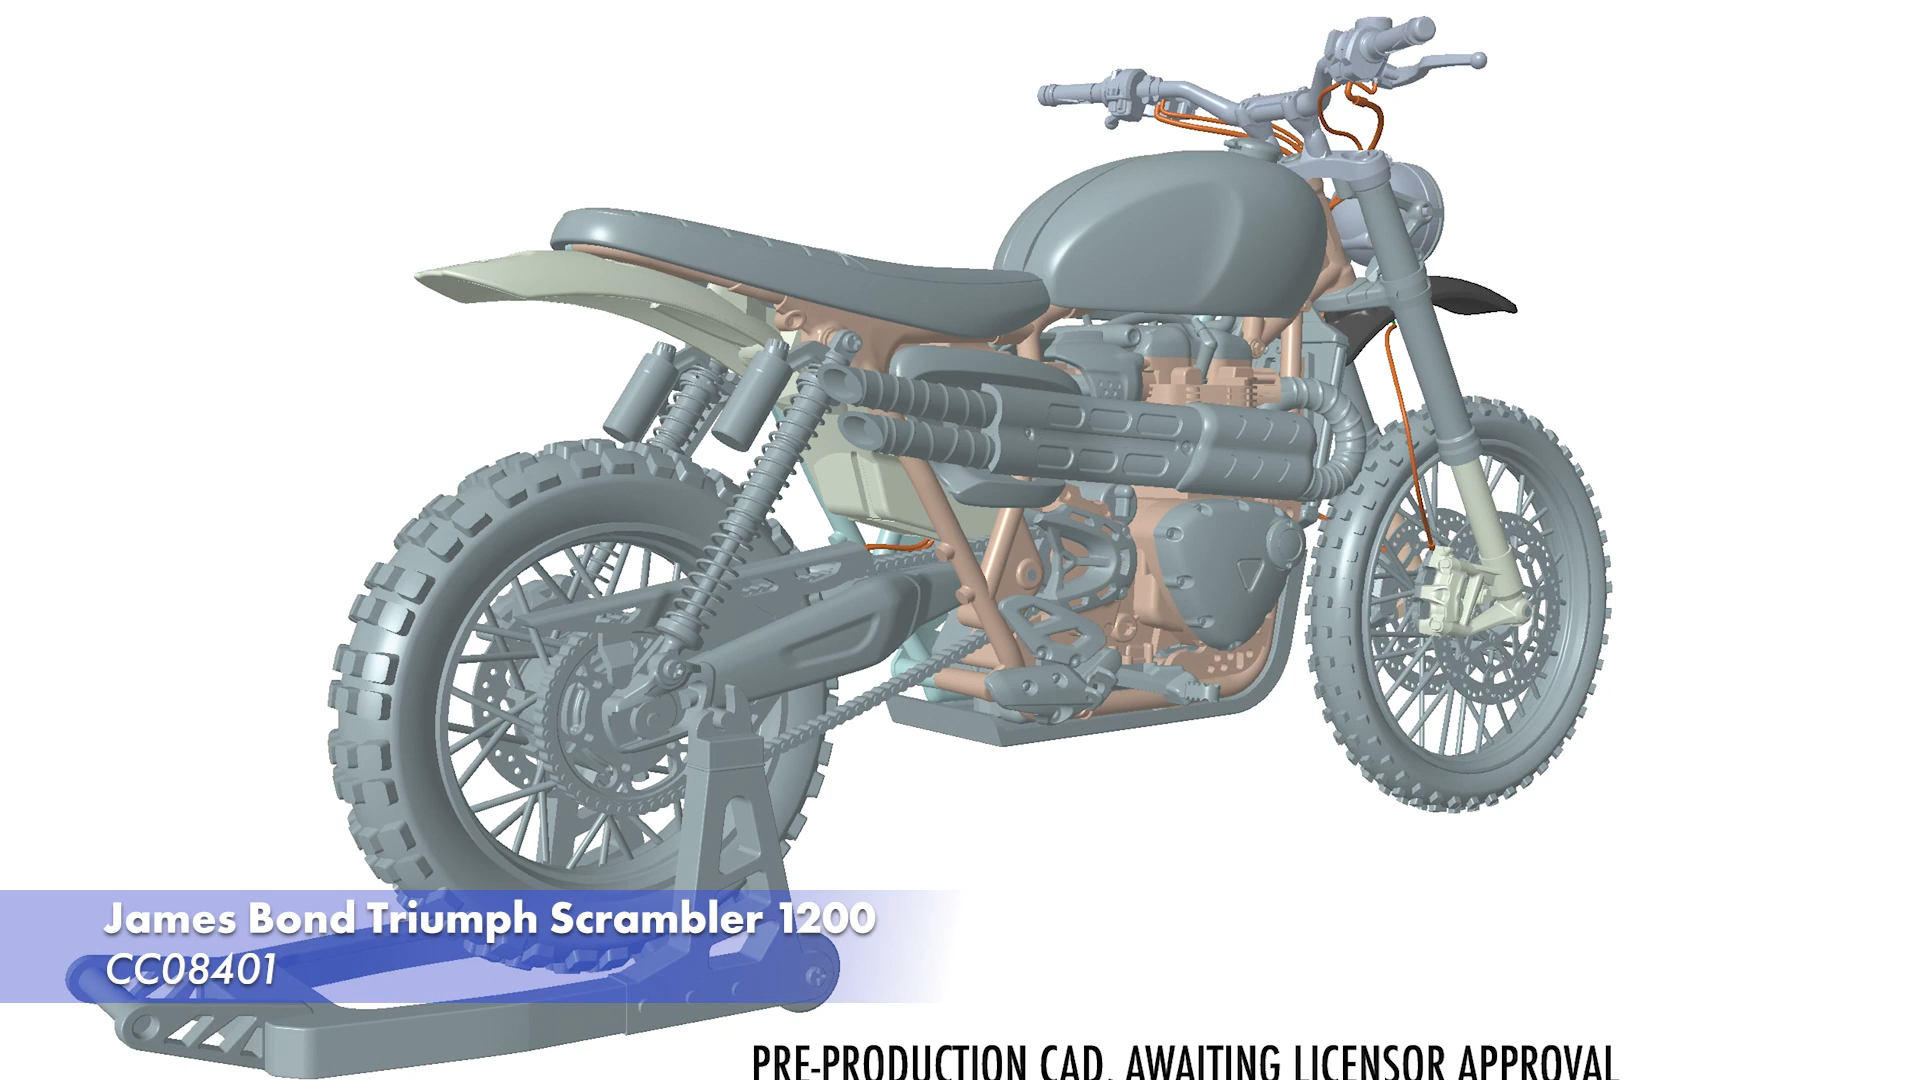 James Bond Triumph Scrambler 1200
CC08401
PRE-PRODUCTION CAD. AWAITING LICENSOR APPROVAL